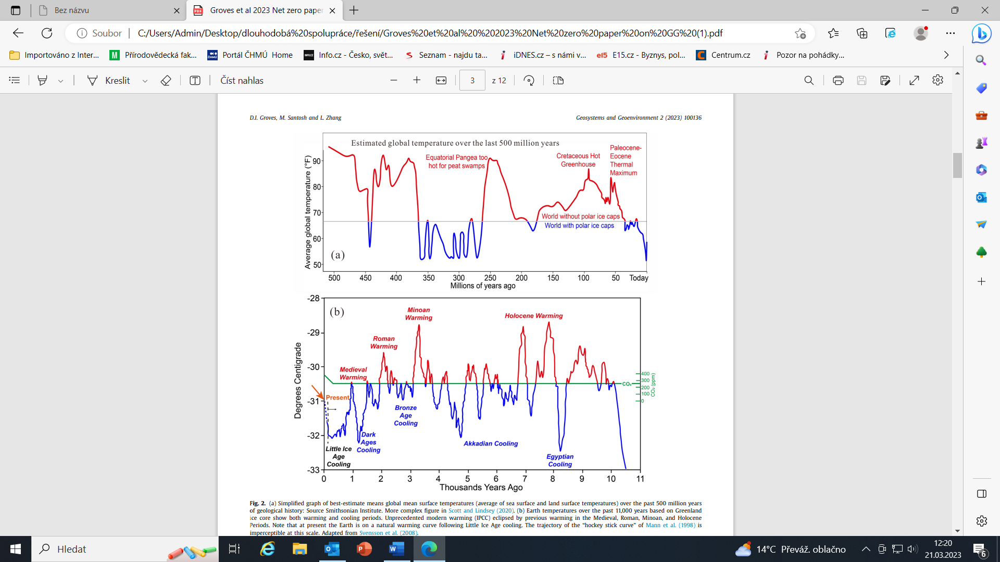 Bez názvu
Groves et al 2023 Net zero paper
Soubor
C:/Users/Admin/Desktop/dlouhodobá%20spolupráce/řešení/Groves%20et%20al%20%202023%20Net%20zero%20paper%20on%20GG%20(1).pdf
Importováno z Inter...
Přírodovědecká fak...
Portál ČHMÚ Home
Info.cz - Česko, svět...
Seznam - najdu ta...
iDNES.cz – s námi v...
E15.cz - Byznys, pol...
Centrum.cz
Pozor na pohádky...
Kreslit
Číst nahlas
3
z 12
D.I. Groves, M. Santosh and L. Zhang
Geosystems and Geoenvironment 2 (2023) 100136
Estimated global temperature over the last 500 million years
Average global temperature (°F)
90
80
70
60
50
Equatorial Pangea too
hot for peat swamps
Cretaceous Hot
Greenhouse
Paleocene-
Eocene
Thermal
Maximum
World without polar ice caps
World with polar ice caps
(a)
500 450 400 350 300 250 200 150 100 50 Today
Millions of years ago
(b)
Degrees Centigrade
-28
-29
-30
-31
-32
-33
Minoan
Warming
Holocene Warming
Roman
Warming
Medieval
Warming
CO₂
400
300
200
100
0
CO₂ (ppm)
Present
Bronze
Age
Cooling
Dark
Ages
Cooling
Akkadian Cooling
Little Ice
Age
Cooling
Egyptian
Cooling
0 1 2 3 4 5 6 7 8 9 10 11
Thousands Years Ago
Fig. 2. (a) Simplified graph of best-estimate means global mean surface temperatures (average of sea surface and land surface temperatures) over the past 500 million years
of geological history: Source Smithsonian Institute. More complex figure in Scott and Lindsey (2020). (b) Earth temperatures over the past 11,000 years based on Greenland
ice core show both warming and cooling periods. Unprecedented modern warming (IPCC) eclipsed by previous warming in the Medieval, Roman, Minoan, and Holocene
Periods. Note that at present the Earth is on a natural warming curve following Little Ice Age cooling. The trajectory of the "hockey stick curve" of Mann et al. (1998) is
imperceptible at this scale. Adapted from Svensson et al. (2008).
Hledat
14°C Převáž. oblačno
12:20
21.03.2023
6